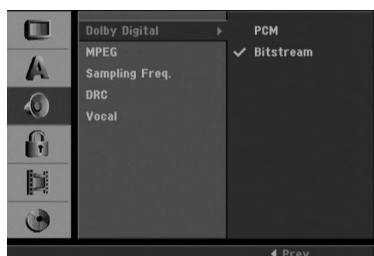 A
Dolby Digital
MPEG
Sampling Freq.
DRC
Vocal
PCM
Bitstream
Prev